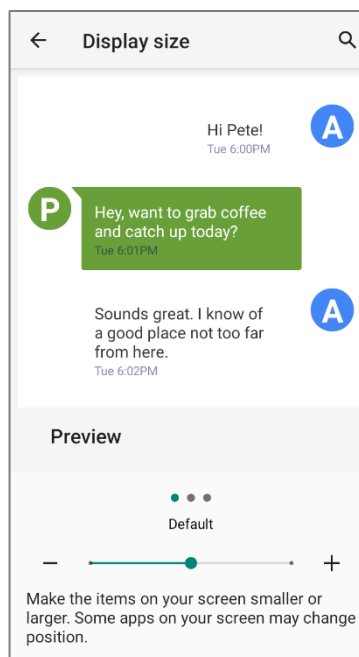 Display size
Hi Pete!
A
Tue 6:00PM
P
Hey, want to grab coffee
and catch up today?
Tue 6:01PM
Sounds great. I know of
A
a good place not too far
from here.
Tue 6:02PM
Preview
Default
Make the items on your screen smaller or
larger. Some apps on your screen may change
position.